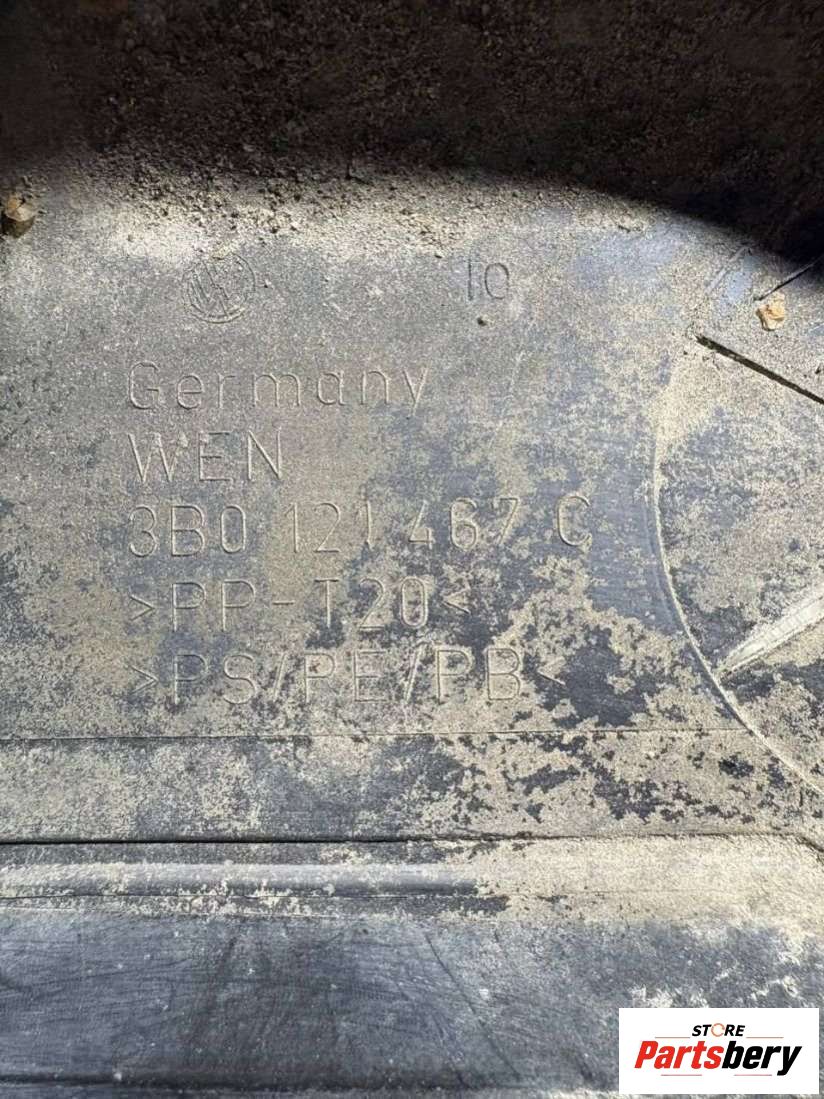 10
Germany
WEN
3B0 121 467 C
>PP-T20<
>PS/PE/PB<
STORE
Partsbery